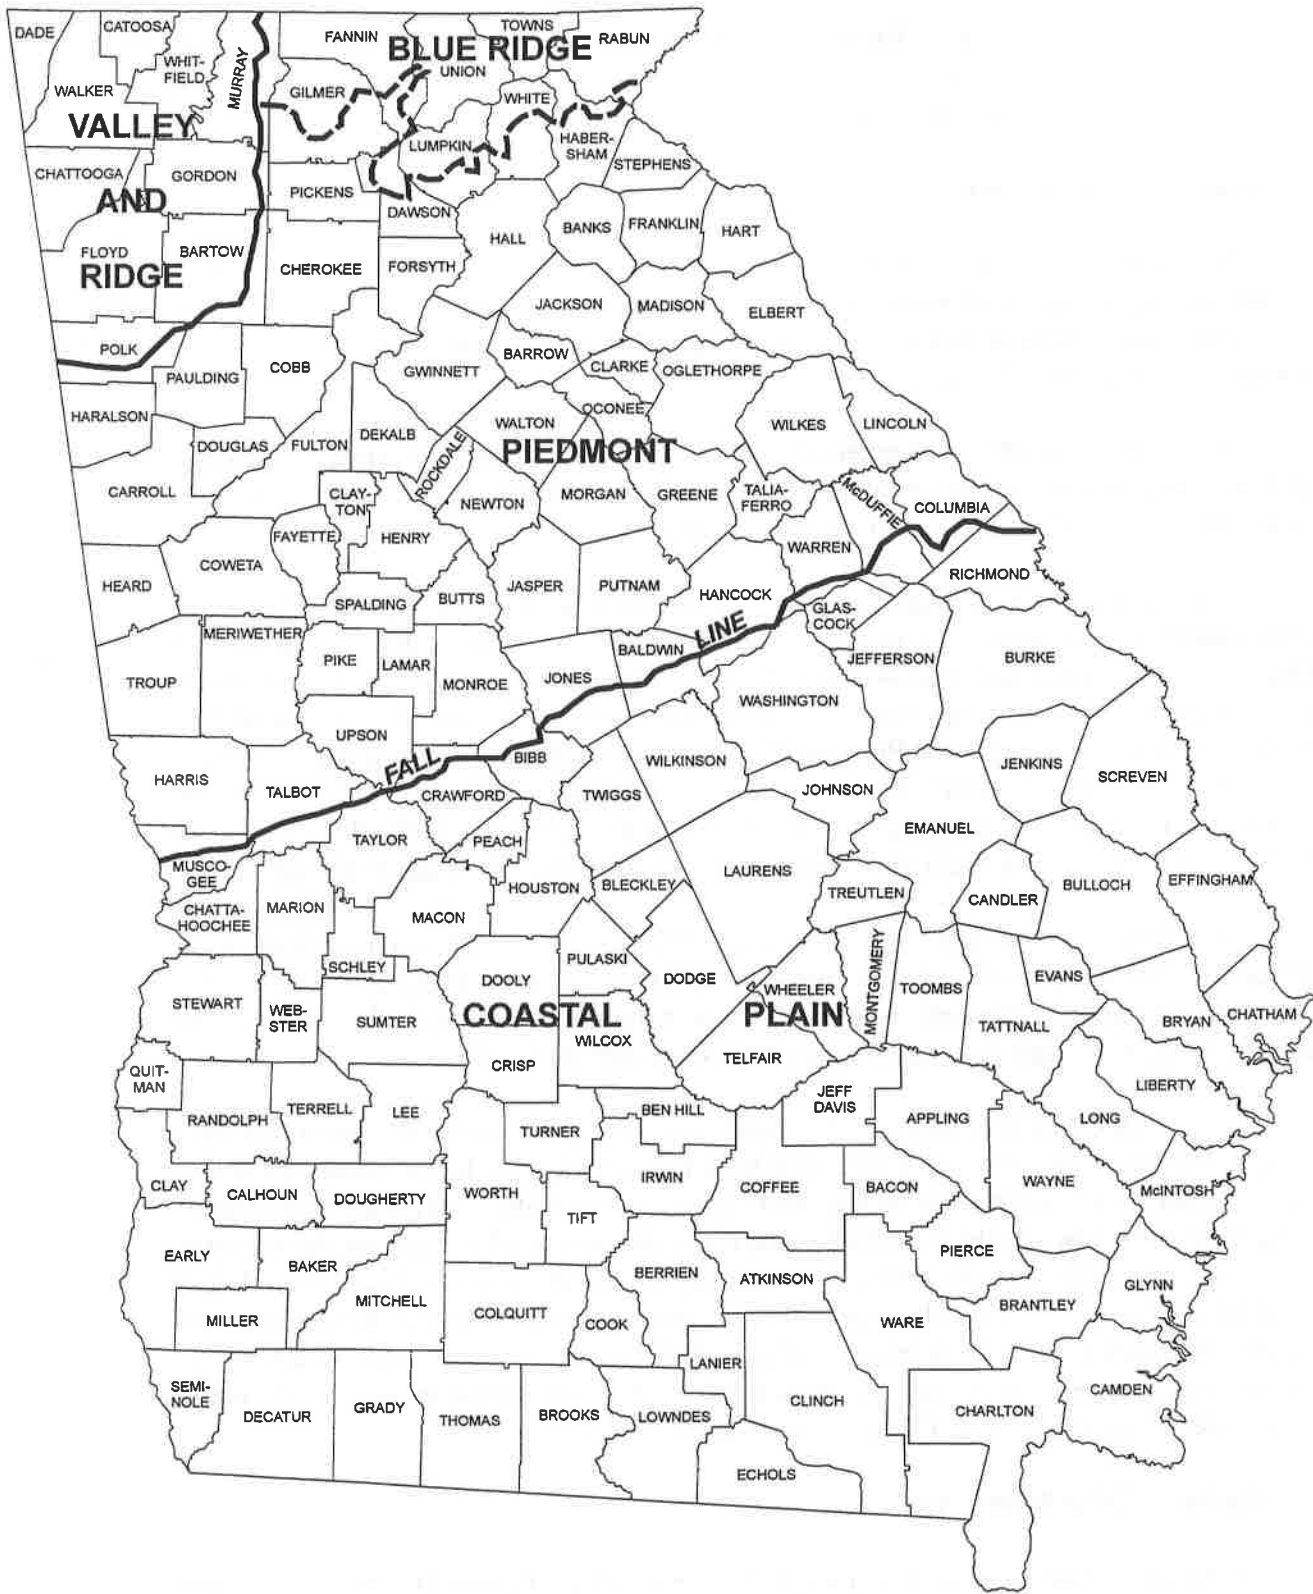 DADE
CATOOSA
WHIT-
FIELD
MURRAY
FANNIN
TOWNS
RABUN
BLUE RIDGE
UNION
WALKER
GILMER
WHITE
VALLEY
LUMPKIN
HABER-
SHAM
STEPHENS
CHATTOOGA
GORDON
PICKENS
AND
DAWSON
HALL
BANKS
FRANKLIN
HART
FLOYD
BARTOW
RIDGE
CHEROKEE
FORSYTH
JACKSON
MADISON
ELBERT
POLK
PAULDING
COBB
GWINNETT
BARROW
CLARKE
OGLETHORPE
HARALSON
DOUGLAS
FULTON
DEKALB
ROCKDALE
WALTON
OCONEE
WILKES
LINCOLN
PIEDMONT
CARROLL
CLAY-
TON
NEWTON
MORGAN
GREENE
TALIA-
FERRO
McDUFFIE
COLUMBIA
FAYETTE
HENRY
WARREN
HEARD
COWETA
SPALDING
BUTTS
JASPER
PUTNAM
HANCOCK
RICHMOND
GLAS-
COCK
MERIWETHER
PIKE
LAMAR
MONROE
JONES
BALDWIN
LINE
JEFFERSON
BURKE
TROUP
UPSON
WASHINGTON
HARRIS
TALBOT
FALL
CRAWFORD
BIBB
TWIGGS
WILKINSON
JOHNSON
JENKINS
SCREVEN
MUSCO-
GEE
TAYLOR
PEACH
HOUSTON
BLECKLEY
LAURENS
EMANUEL
TREUTLEN
CANDLER
BULLOCH
EFFINGHAM
CHATTA-
HOOCHEE
MARION
MACON
SCHLEY
DOOLY
PULASKI
DODGE
WHEELER
MONTGOMERY
TOOMBS
EVANS
STEWART
WEB-
STER
SUMTER
COASTAL
PLAIN
WILCOX
TELFAIR
TATTNALL
BRYAN
CHATHAM
QUIT-
MAN
CRISP
RANDOLPH
TERRELL
LEE
TURNER
BEN HILL
JEFF
DAVIS
APPLING
LONG
LIBERTY
CLAY
CALHOUN
DOUGHERTY
WORTH
TIFT
IRWIN
COFFEE
BACON
WAYNE
McINTOSH
EARLY
BAKER
MITCHELL
BERRIEN
ATKINSON
PIERCE
GLYNN
MILLER
COLQUITT
COOK
WARE
BRANTLEY
LANIER
SEMI-
NOLE
DECATUR
GRADY
THOMAS
BROOKS
LOWNDES
CLINCH
CHARLTON
CAMDEN
ECHOLS